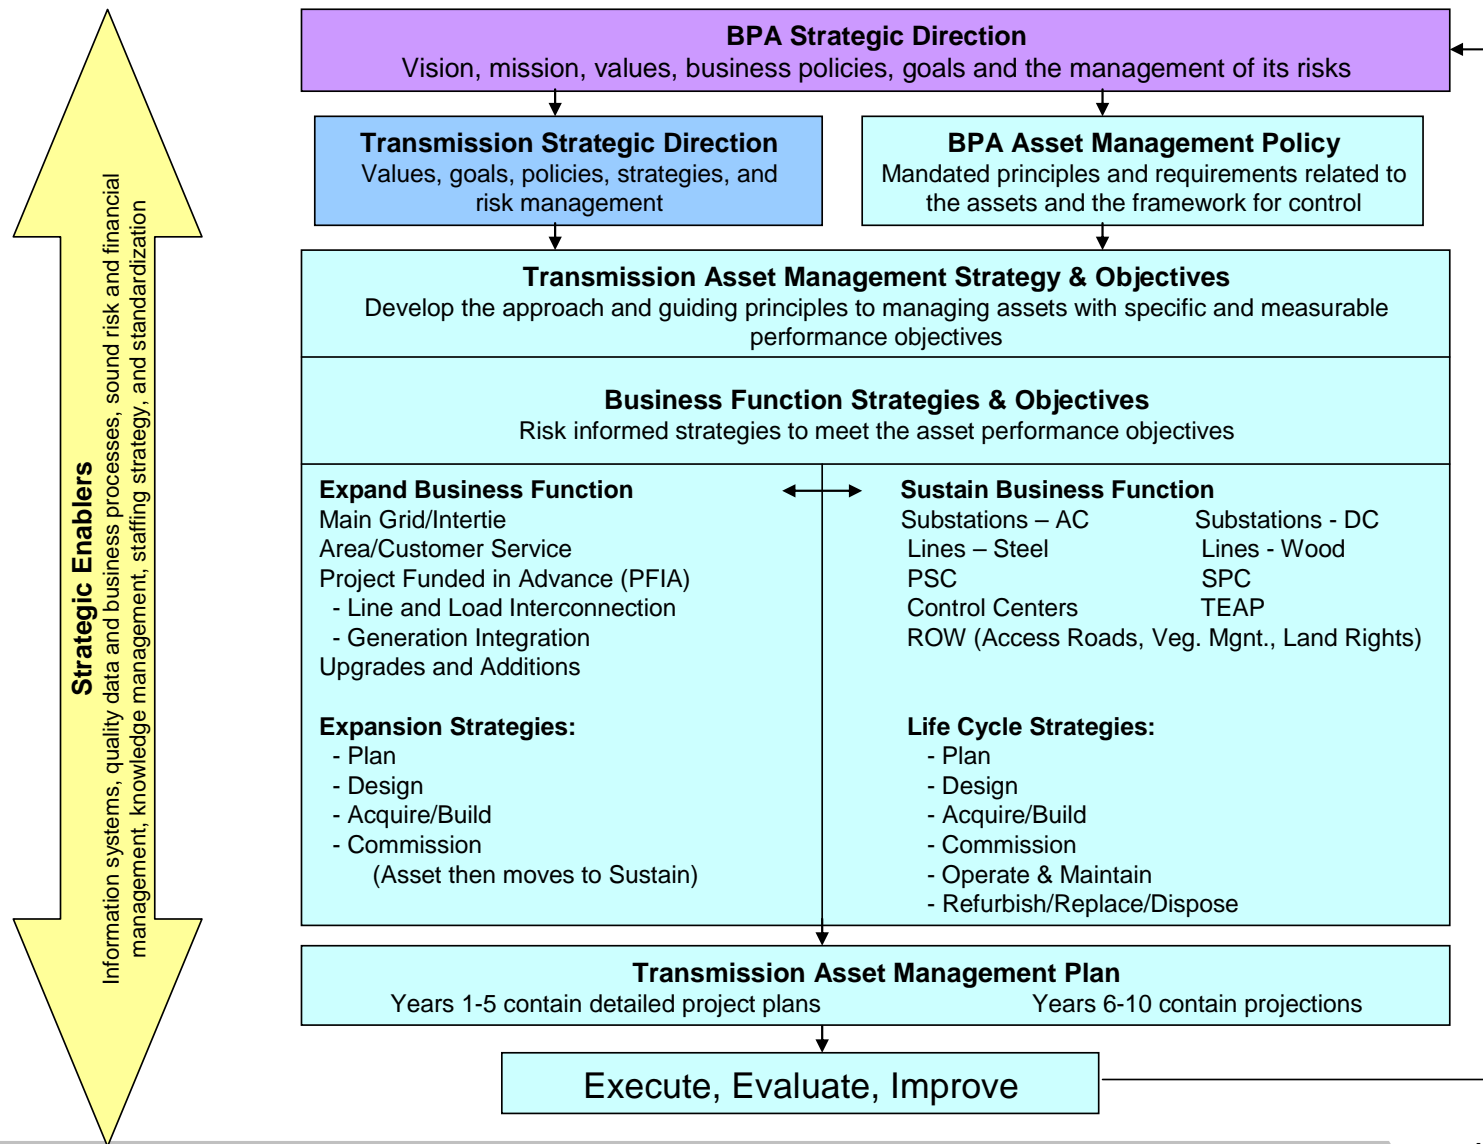 BPA Strategic Direction
Vision, mission, values, business policies, goals and the management of its risks
Transmission Strategic Direction
Values, goals, policies, strategies, and
risk management
BPA Asset Management Policy
Mandated principles and requirements related to
the assets and the framework for control
Transmission Asset Management Strategy & Objectives
Develop the approach and guiding principles to managing assets with specific and measurable
performance objectives
Business Function Strategies & Objectives
Risk informed strategies to meet the asset performance objectives
Expand Business Function
Main Grid/Intertie
Area/Customer Service
Project Funded in Advance (PFIA)
- Line and Load Interconnection
- Generation Integration
Upgrades and Additions
Expansion Strategies:
- Plan
- Design
- Acquire/Build
- Commission
(Asset then moves to Sustain)
Sustain Business Function
Substations – AC Substations - DC
Lines – Steel Lines - Wood
PSC SPC
Control Centers TEAP
ROW (Access Roads, Veg. Mgnt., Land Rights)
Life Cycle Strategies:
- Plan
- Design
- Acquire/Build
- Commission
- Operate & Maintain
- Refurbish/Replace/Dispose
Transmission Asset Management Plan
Years 1-5 contain detailed project plans Years 6-10 contain projections
Execute, Evaluate, Improve
Strategic Enablers
Information systems, quality data and business processes, sound risk and financial
management, knowledge management, staffing strategy, and standardization